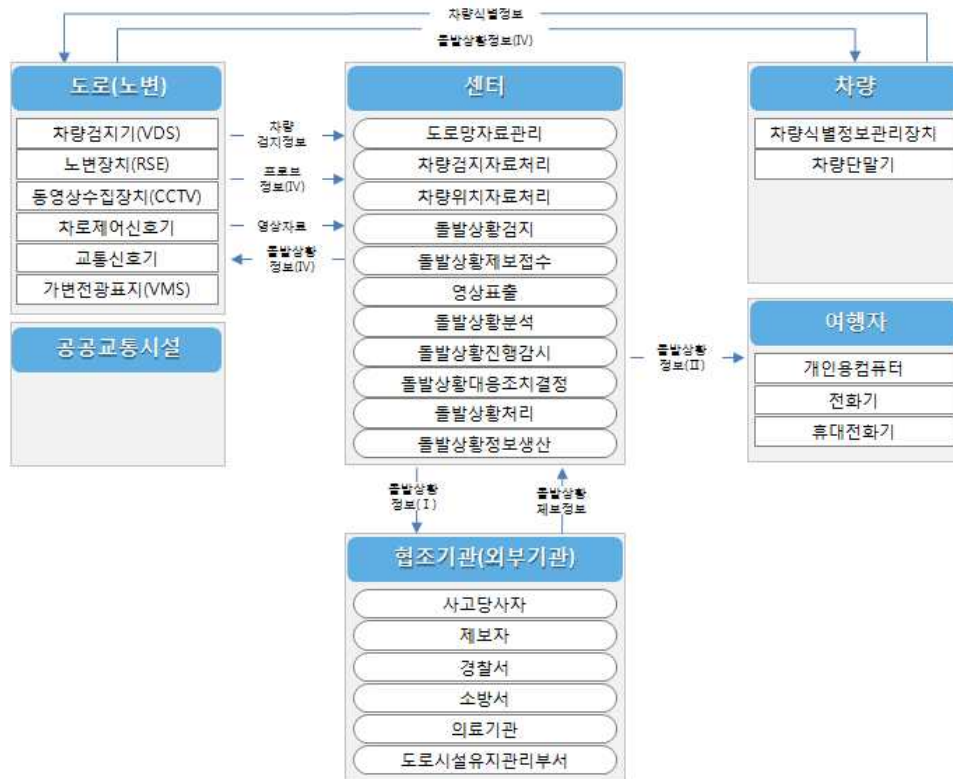 차량식별정보
돌발상황정보(IV)
도로(노변)
차량검지기(VDS)
노변장치(RSE)
동영상수집장치(CCTV)
차로제어신호기
교통신호기
가변전광표지(VMS)
공공교통시설
차량
검지정보
프로브
정보(IV)
영상자료
돌발상황
정보(IV)
센터
도로망자료관리
차량검지자료처리
차량위치자료처리
돌발상황검지
돌발상황제보접수
영상표출
돌발상황분석
돌발상황진행감시
돌발상황대응조치결정
돌발상황처리
돌발상황정보생산
차량
차량식별정보관리장치
차량단말기
돌발상황
정보(II)
여행자
개인용컴퓨터
전화기
휴대전화기
돌발상황
정보(Ⅰ)
돌발상황
제보정보
협조기관(외부기관)
사고당사자
제보자
경찰서
소방서
의료기관
도로시설유지관리부서